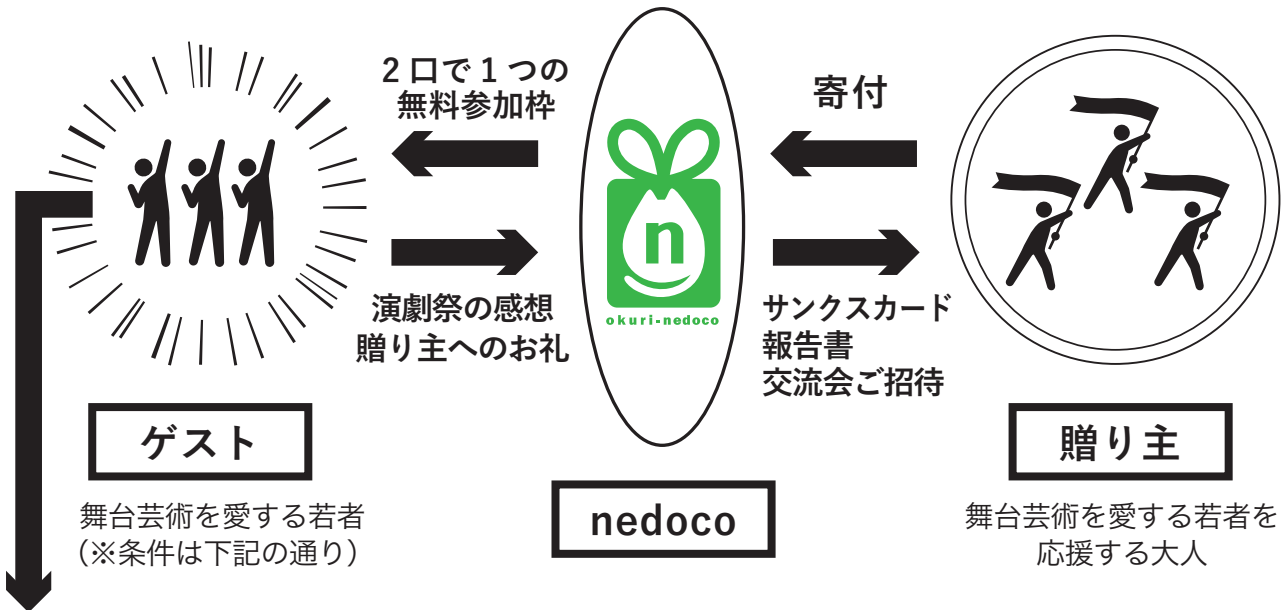 2口で1つの
無料参加枠
寄付
n
okuri-nedoco
演劇祭の感想
贈り主へのお礼
サンクスカード
報告書
交流会ご招待
ゲスト
舞台芸術を愛する若者
（※条件は下記の通り）
nedoco
贈り主
舞台芸術を愛する若者を
応援する大人